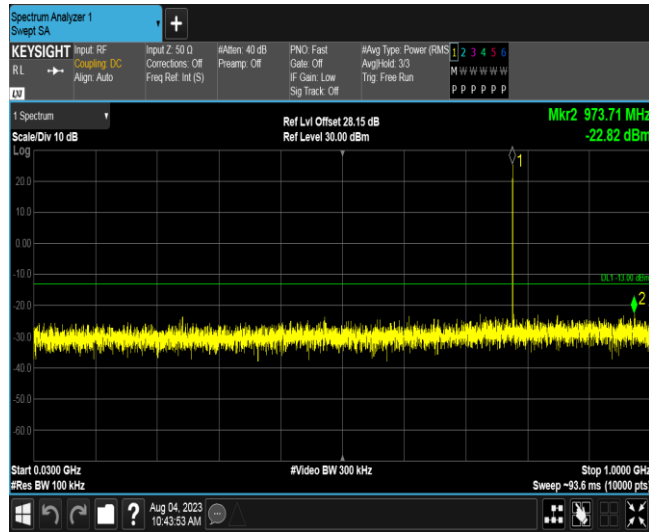 Spectrum Analyzer 1
Swept SA
+
KEYSIGHT Input: RF Input Z: 50 Ω #Atten: 40 dB PNO: Fast #Avg Type: Power (RMS 1 2 3 4 5 6
RL Coupling: DC Corrections: Off Preamp: Off Gate: Off Avg|Hold: 3/3 M W W W W W
Align: Auto Freq Ref: Int (S) IF Gain: Low Trig: Free Run
Sig Track: Off P P P P P P
LXI
1 Spectrum Ref Lvl Offset 28.15 dB Mkr2 973.71 MHz
Scale/Div 10 dB Ref Level 30.00 dBm -22.82 dBm
Log
1
20.0
10.0
0.00
-10.0
DL1 -13.00 dBm
-20.0
2
-30.0
-40.0
-50.0
-60.0
Start 0.0300 GHz #Video BW 300 kHz Stop 1.0000 GHz
#Res BW 100 kHz Sweep ~93.6 ms (10000 pts)
? Aug 04, 2023
10:43:53 AM